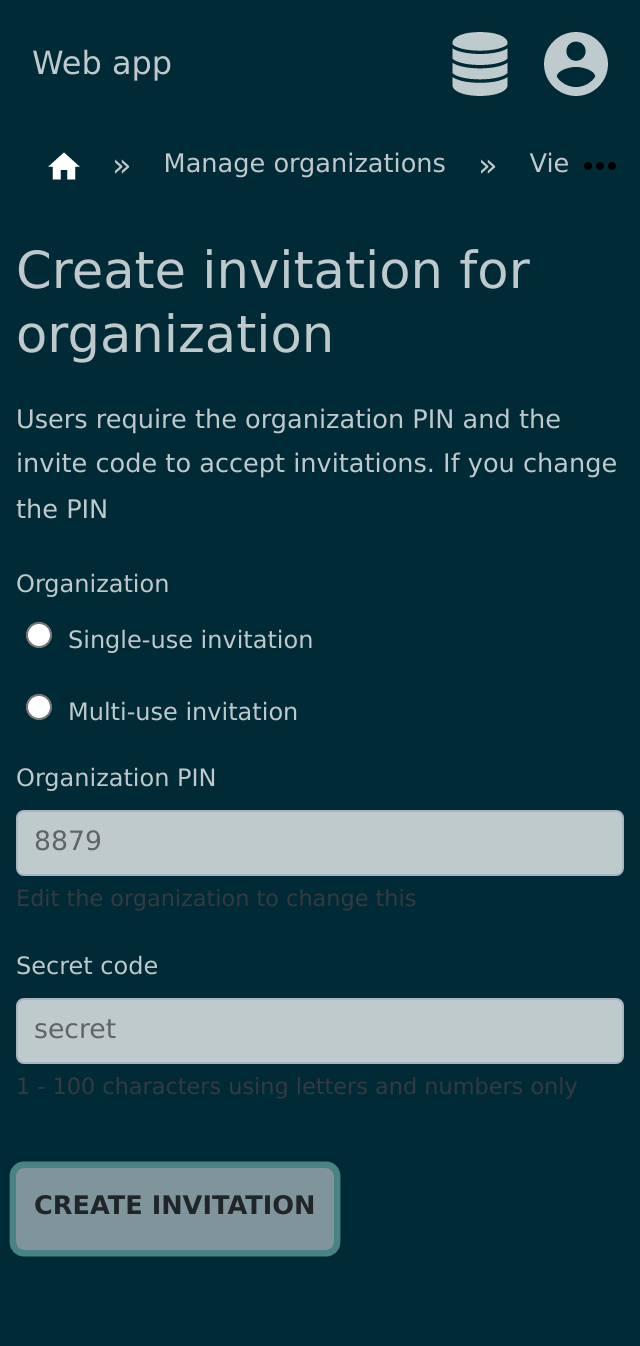 Web app
» Manage organizations » Vie •••
Create invitation for
organization
Users require the organization PIN and the
invite code to accept invitations. If you change
the PIN
Organization
Single-use invitation
Multi-use invitation
Organization PIN
8879
Edit the organization to change this
Secret code
secret
1 - 100 characters using letters and numbers only
CREATE INVITATION